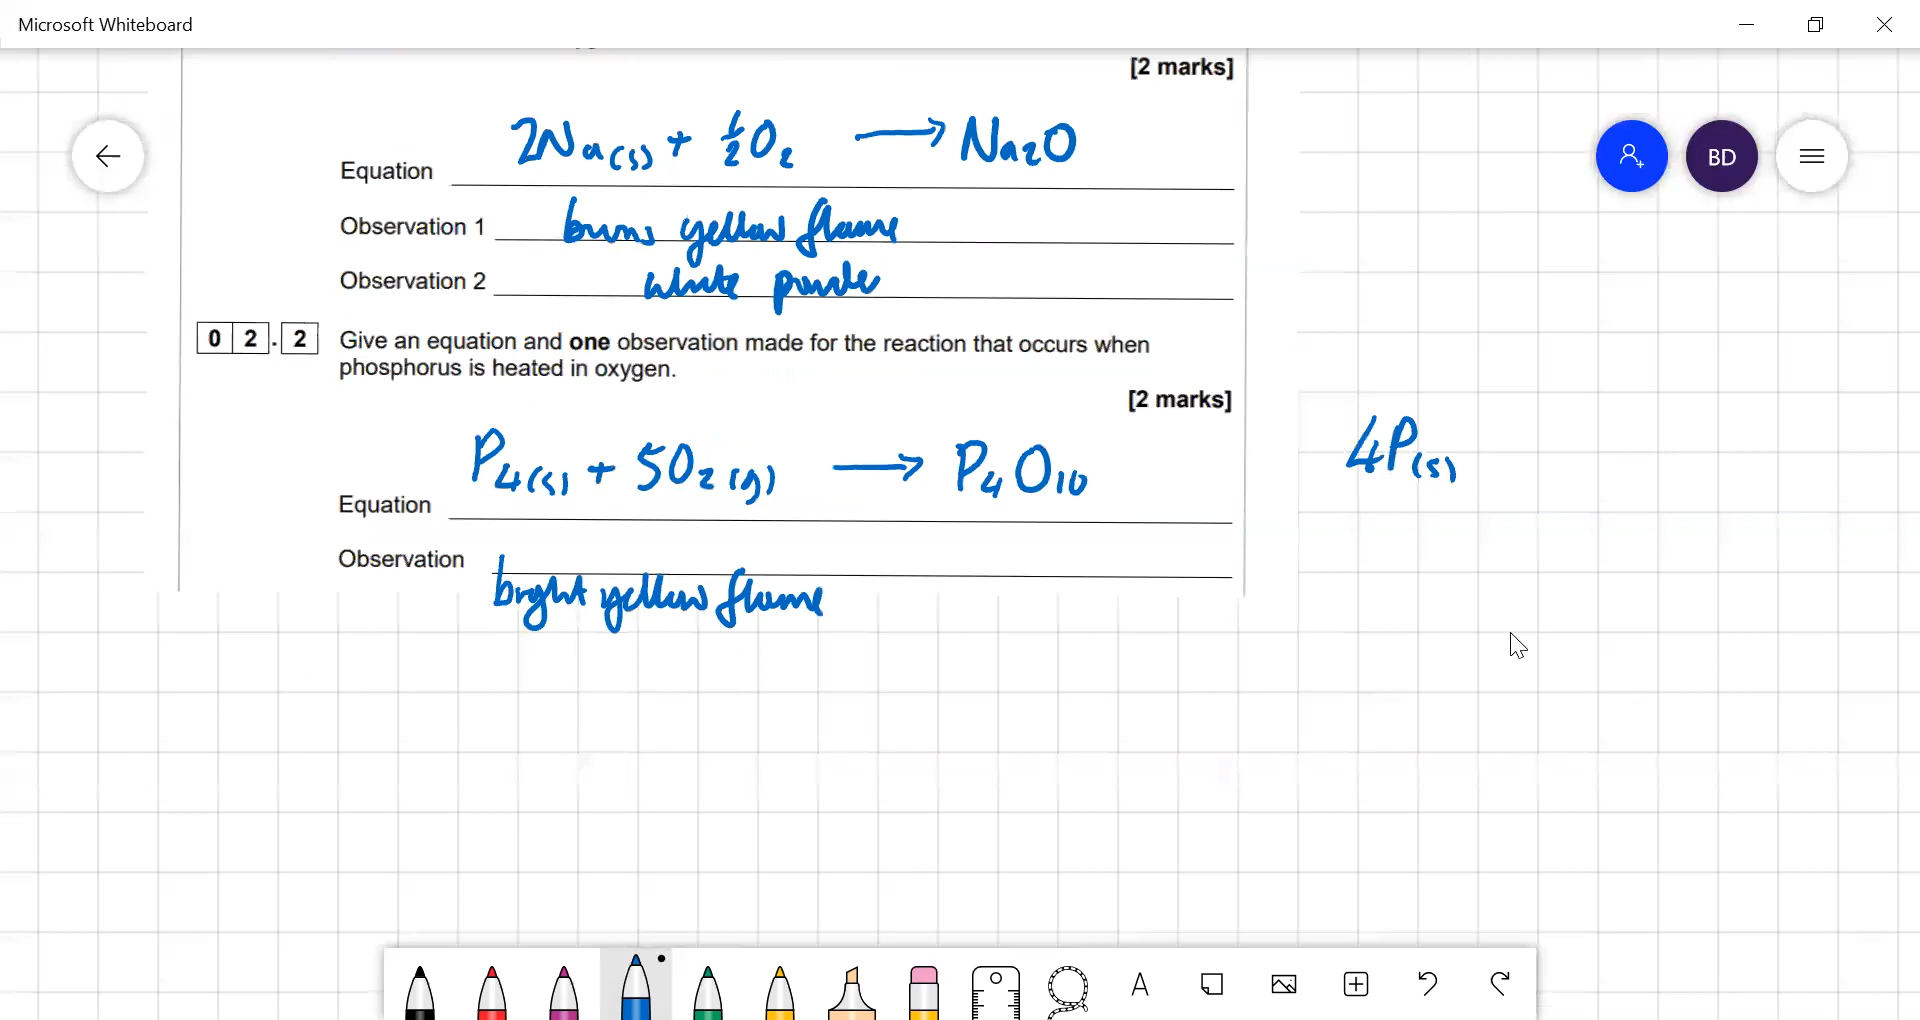 Microsoft Whiteboard
[2 marks]
Equation 2Na(s) + ½O₂ → Na₂O
Observation 1 burns yellow flame
Observation 2 white powder
0 2 . 2 Give an equation and one observation made for the reaction that occurs when
phosphorus is heated in oxygen.
[2 marks]
Equation P₄(s) + 5O₂(g) → P₄O₁₀
4P(s)
Observation bright yellow flame
BD
A